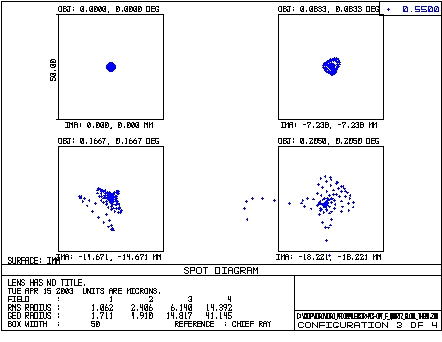 OBJ: 0.0000, 0.0000 DEG
OBJ: 0.0833, 0.0833 DEG
0.5500
50.00
IMA: 0.000, 0.000 MM
IMA: -7.238, -7.238 MM
OBJ: 0.1667, 0.1667 DEG
OBJ: 0.2050, 0.2050 DEG
IMA: -14.671, -14.671 MM
IMA: -18.221, -18.221 MM
SURFACE: IMA
SPOT DIAGRAM
LENS HAS NO TITLE.
TUE APR 15 2003 UNITS ARE MICRONS.
FIELD : 1 2 3 4
RMS RADIUS : 1.062 2.406 6.140 14.392
GEO RADIUS : 1.711 4.910 14.817 41.145
BOX WIDTH : 50 REFERENCE : CHIEF RAY
CONFIGURATION 3 OF 4